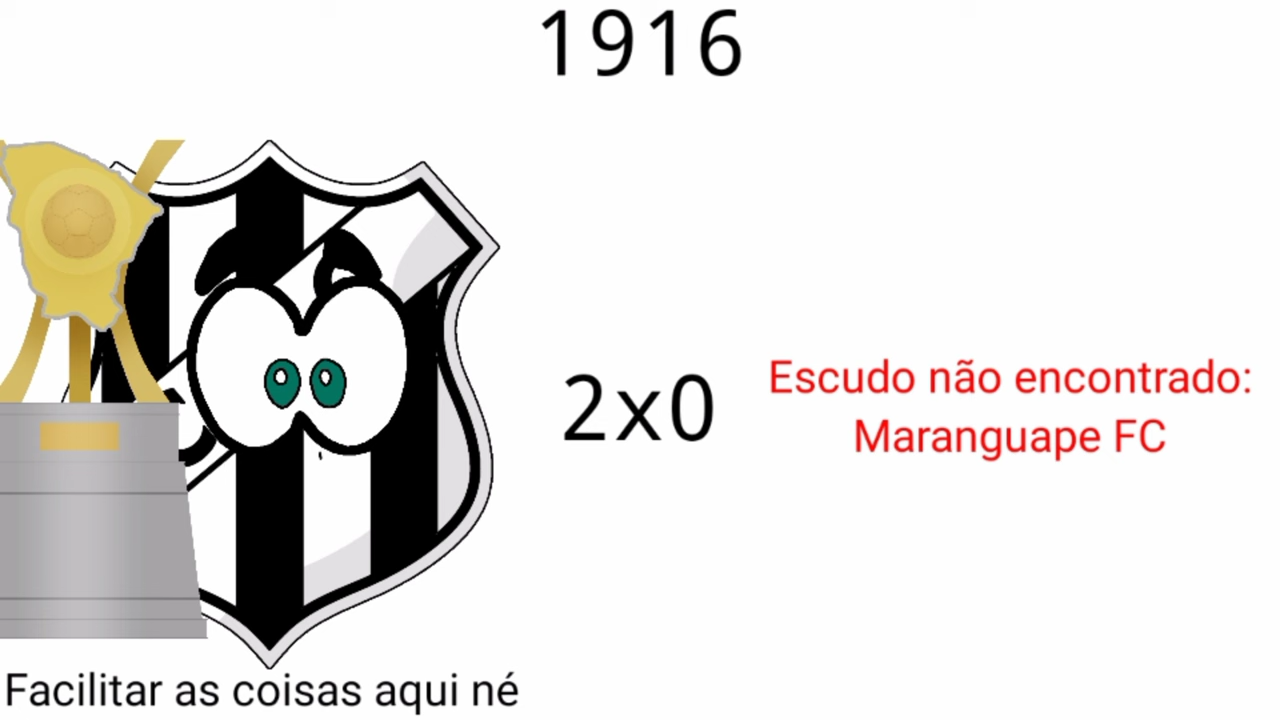 1916
2x0
Escudo não encontrado:
Maranguape FC
Facilitar as coisas aqui né